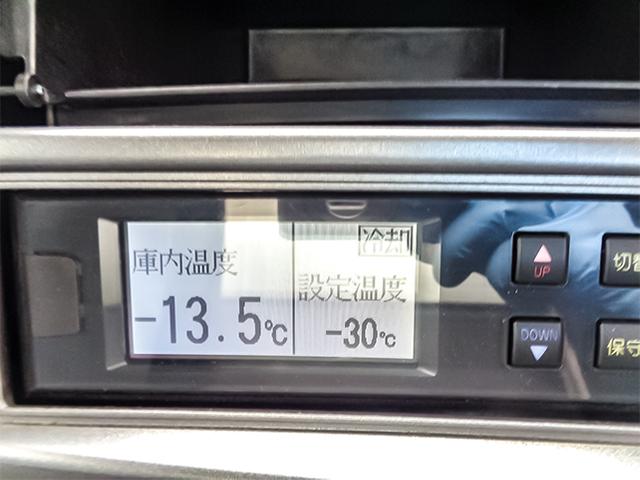 庫内温度
-13.5℃
冷却
設定温度
-30℃
UP
DOWN
切替
保守